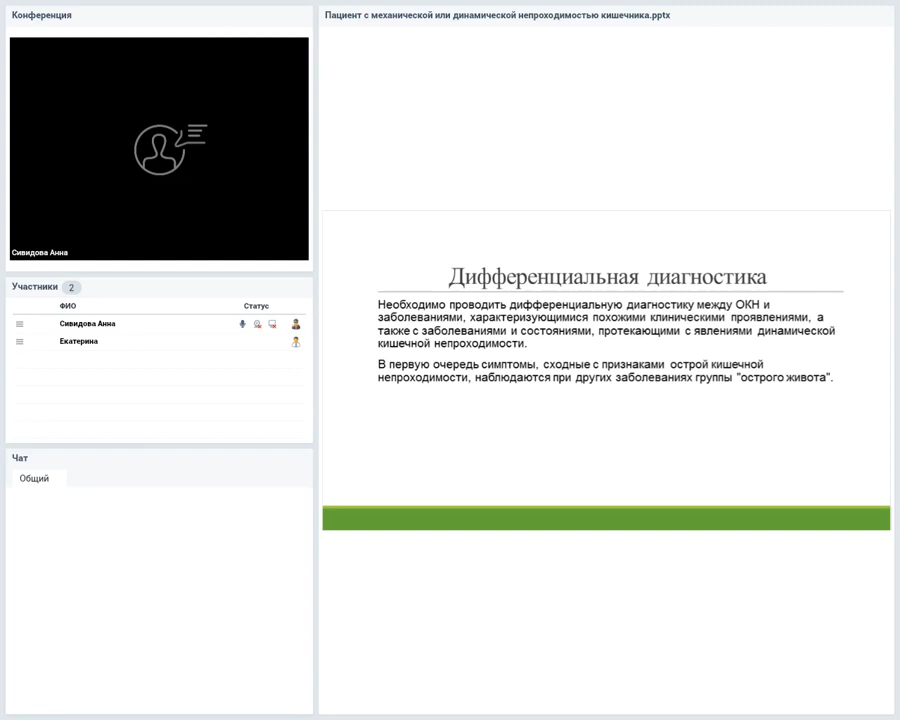 Конференция
Сивидова Анна
Участники 2
ФИО Статус
Сивидова Анна
Екатерина
Чат
Общий
Пациент с механической или динамической непроходимостью кишечника.pptx
Дифференциальная диагностика
Необходимо проводить дифференциальную диагностику между ОКН и
заболеваниями, характеризующимися похожими клиническими проявлениями, а
также с заболеваниями и состояниями, протекающими с явлениями динамической
кишечной непроходимости.
В первую очередь симптомы, сходные с признаками острой кишечной
непроходимости, наблюдаются при других заболеваниях группы "острого живота".